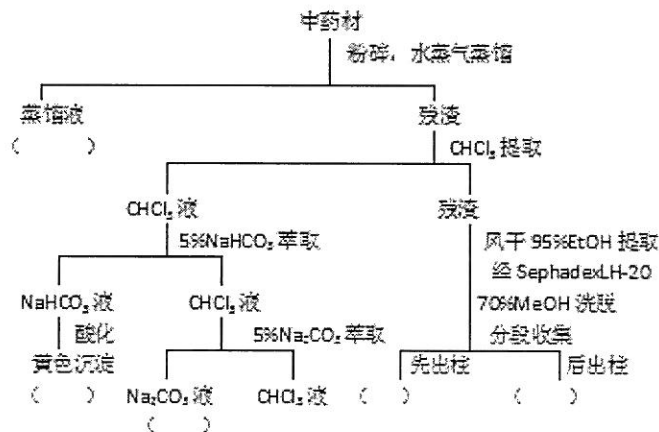 中药材
粉碎，水蒸气蒸馏
蒸馏液
残渣
(　　)
CHCl₃提取
CHCl₃液
残渣
5%NaHCO₃萃取
风干 95%EtOH 提取
经 SephadexLH-20
NaHCO₃液
CHCl₃液
70%MeOH 洗脱
酸化
5%Na₂CO₃萃取
分段收集
黄色沉淀
(　　)
Na₂CO₃液
(　　)
CHCl₃液
先出柱
(　　)
后出柱
(　　)